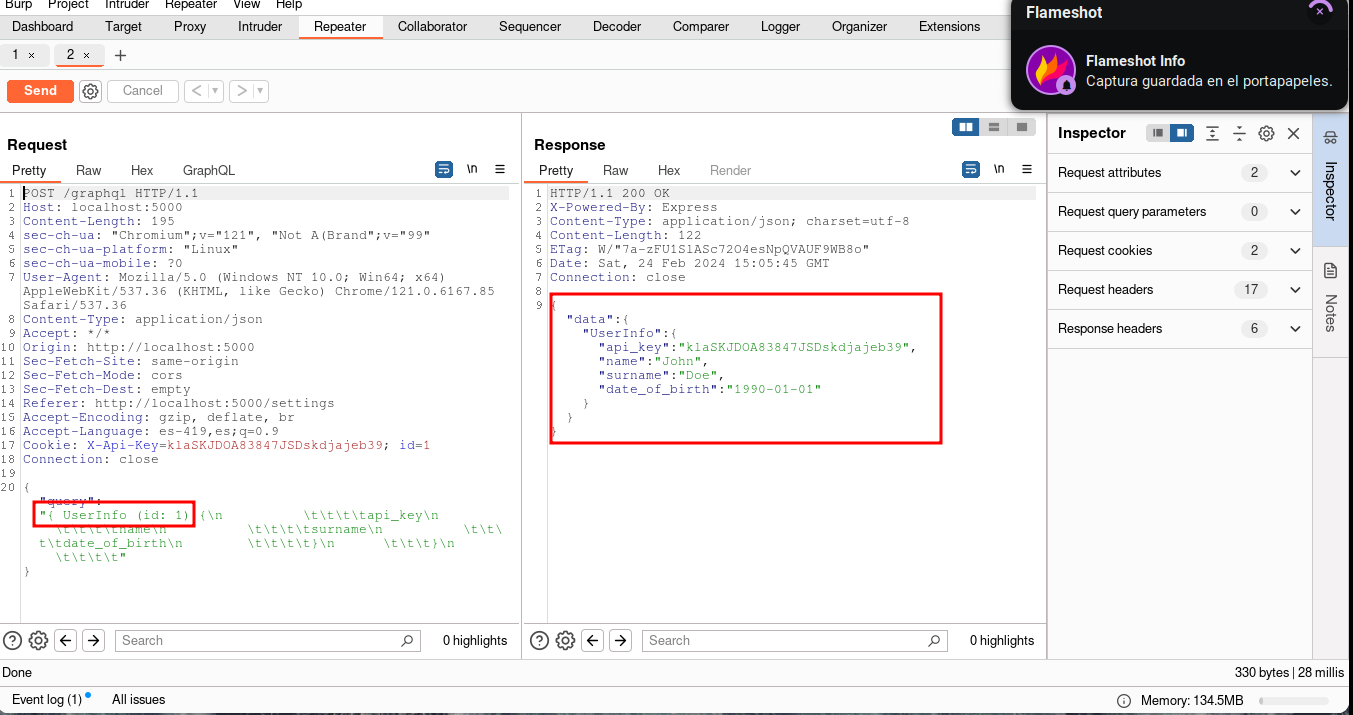 Burp Project Intruder Repeater View Help
Dashboard Target Proxy Intruder Repeater Collaborator Sequencer Decoder Comparer Logger Organizer Extensions
Flameshot
Flameshot Info
Captura guardada en el portapapeles.
1 × 2 × +
Send Cancel < >
Request
Pretty Raw Hex GraphQL \n
1 POST /graphql HTTP/1.1
2 Host: localhost:5000
3 Content-Length: 195
4 sec-ch-ua: "Chromium";v="121", "Not A(Brand";v="99"
5 sec-ch-ua-platform: "Linux"
6 sec-ch-ua-mobile: ?0
7 User-Agent: Mozilla/5.0 (Windows NT 10.0; Win64; x64)
AppleWebKit/537.36 (KHTML, like Gecko) Chrome/121.0.6167.85
Safari/537.36
8 Content-Type: application/json
9 Accept: */*
10 Origin: http://localhost:5000
11 Sec-Fetch-Site: same-origin
12 Sec-Fetch-Mode: cors
13 Sec-Fetch-Dest: empty
14 Referer: http://localhost:5000/settings
15 Accept-Encoding: gzip, deflate, br
16 Accept-Language: es-419,es;q=0.9
17 Cookie: X-Api-Key=klaSKJDOA83847JSDskdjajeb39; id=1
18 Connection: close
19
20 {
"query":
"{ UserInfo (id: 1) {\n \t\t\t\tapi_key\n
\t\t\t\tname\n \t\t\t\tsurname\n \t\t\
t\tdate_of_birth\n \t\t\t\t}\n \t\t\t}\n
\t\t\t\t"
}
Search 0 highlights
Response
Pretty Raw Hex Render \n
1 HTTP/1.1 200 OK
2 X-Powered-By: Express
3 Content-Type: application/json; charset=utf-8
4 Content-Length: 122
5 ETag: W/"7a-zFU1SlASc72O4esNpQVAUF9WB8o"
6 Date: Sat, 24 Feb 2024 15:05:45 GMT
7 Connection: close
8
9 {
"data":{
"UserInfo":{
"api_key":"klaSKJDOA83847JSDskdjajeb39",
"name":"John",
"surname":"Doe",
"date_of_birth":"1990-01-01"
}
}
}
Search 0 highlights
Inspector
Request attributes 2
Request query parameters 0
Request cookies 2
Request headers 17
Response headers 6
Inspector
Notes
Done 330 bytes | 28 millis
Event log (1) All issues Memory: 134.5MB